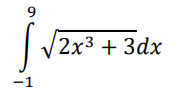 ∫_{-1}^{9} √(2x³ + 3)dx